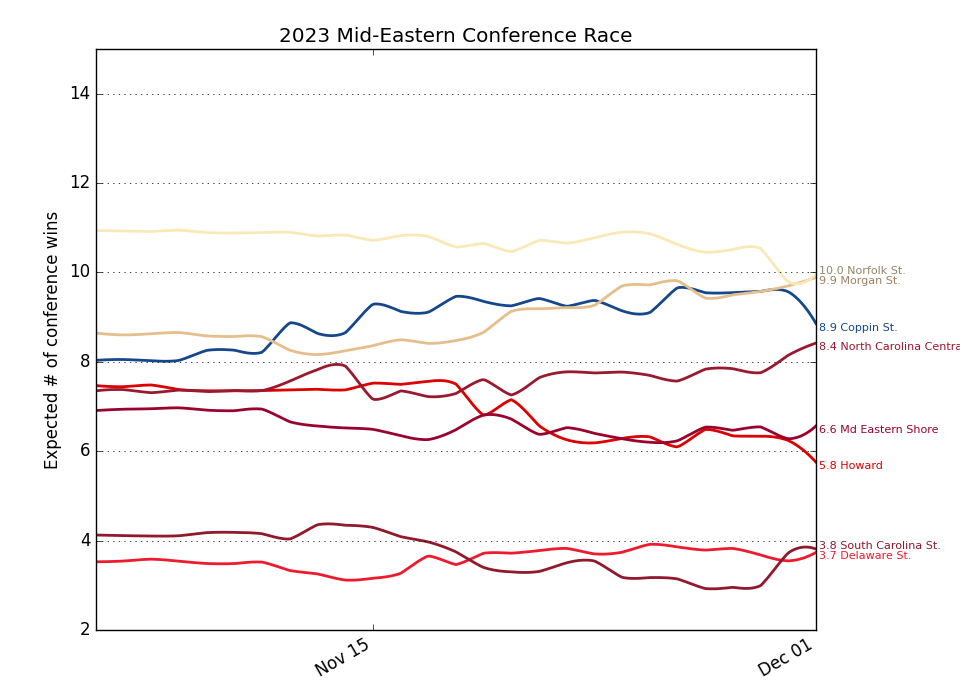 2023 Mid-Eastern Conference Race
Expected # of conference wins
14
12
10
8
6
4
2
10.0 Norfolk St.
9.9 Morgan St.
8.9 Coppin St.
8.4 North Carolina Centra
6.6 Md Eastern Shore
5.8 Howard
3.8 South Carolina St.
3.7 Delaware St.
Nov 15
Dec 01